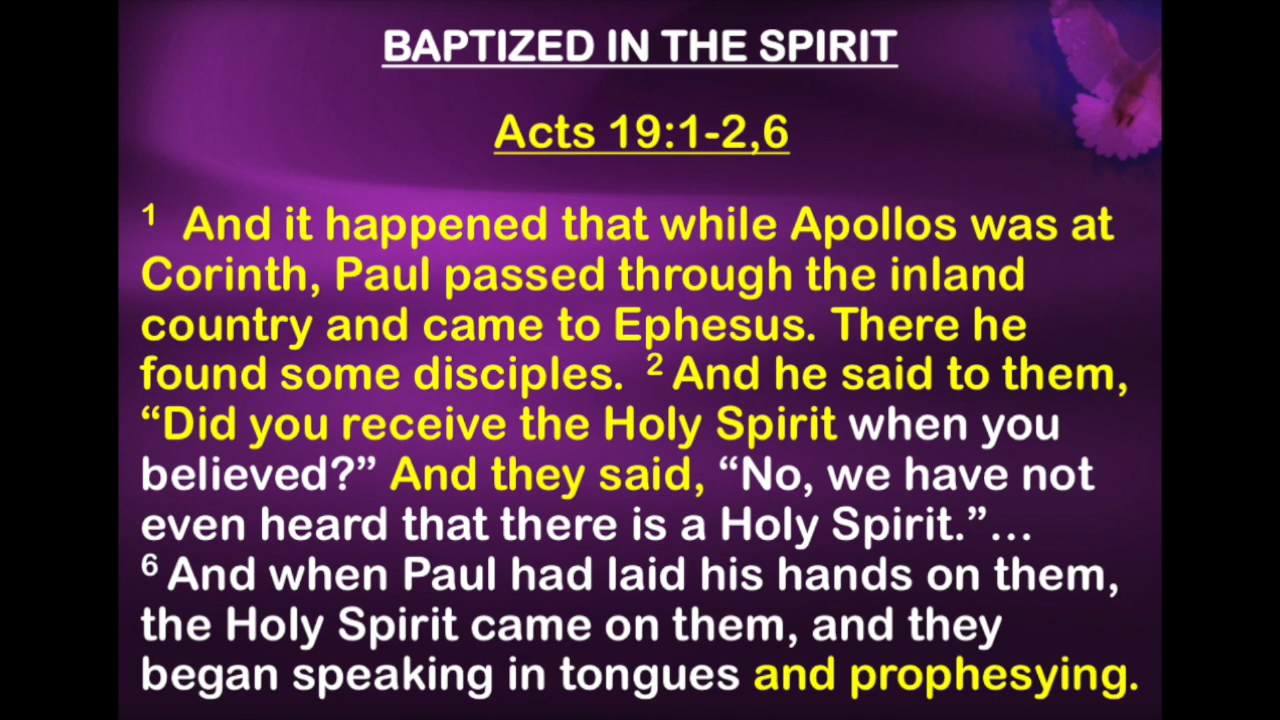 BAPTIZED IN THE SPIRIT
Acts 19:1-2,6
1 And it happened that while Apollos was at
Corinth, Paul passed through the inland
country and came to Ephesus. There he
found some disciples. 2 And he said to them,
“Did you receive the Holy Spirit when you
believed?” And they said, “No, we have not
even heard that there is a Holy Spirit.”…
6 And when Paul had laid his hands on them,
the Holy Spirit came on them, and they
began speaking in tongues and prophesying.